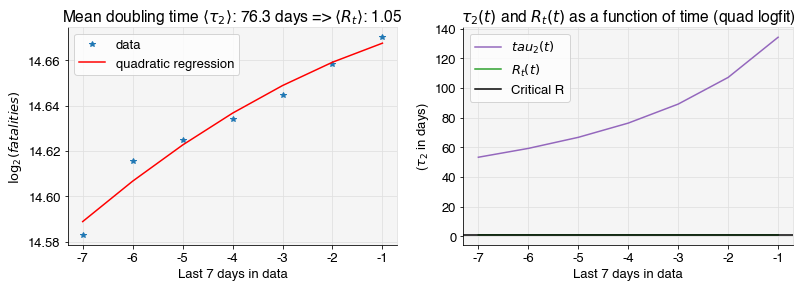 Mean doubling time ⟨τ₂⟩: 76.3 days => ⟨Rₜ⟩: 1.05
data
quadratic regression
log₂(fatalities)
14.66
14.64
14.62
14.60
14.58
-7 -6 -5 -4 -3 -2 -1
Last 7 days in data
τ₂(t) and Rₜ(t) as a function of time (quad logfit)
tau₂(t)
Rₜ(t)
Critical R
(τ₂ in days)
140
120
100
80
60
40
20
0
-7 -6 -5 -4 -3 -2 -1
Last 7 days in data